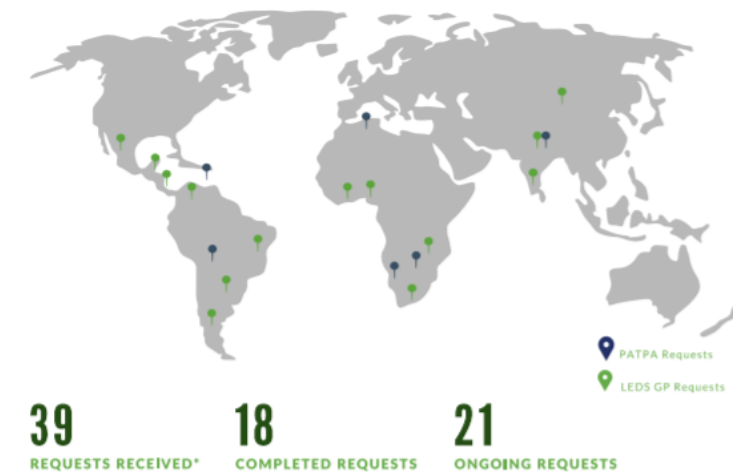 PATPA Requests
LEDS GP Requests
39 18 21
REQUESTS RECEIVED* COMPLETED REQUESTS ONGOING REQUESTS